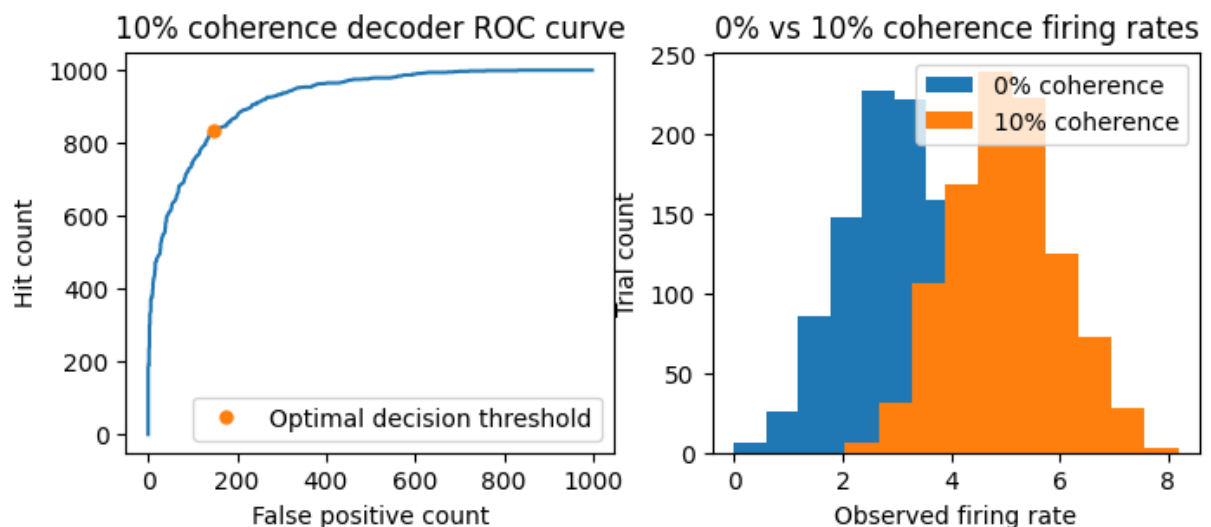 10% coherence decoder ROC curve
1000
800
600
400
200
0
Hit count
Optimal decision threshold
0 200 400 600 800 1000
False positive count
0% vs 10% coherence firing rates
250
200
150
100
50
0
Trial count
0% coherence
10% coherence
0 2 4 6 8
Observed firing rate